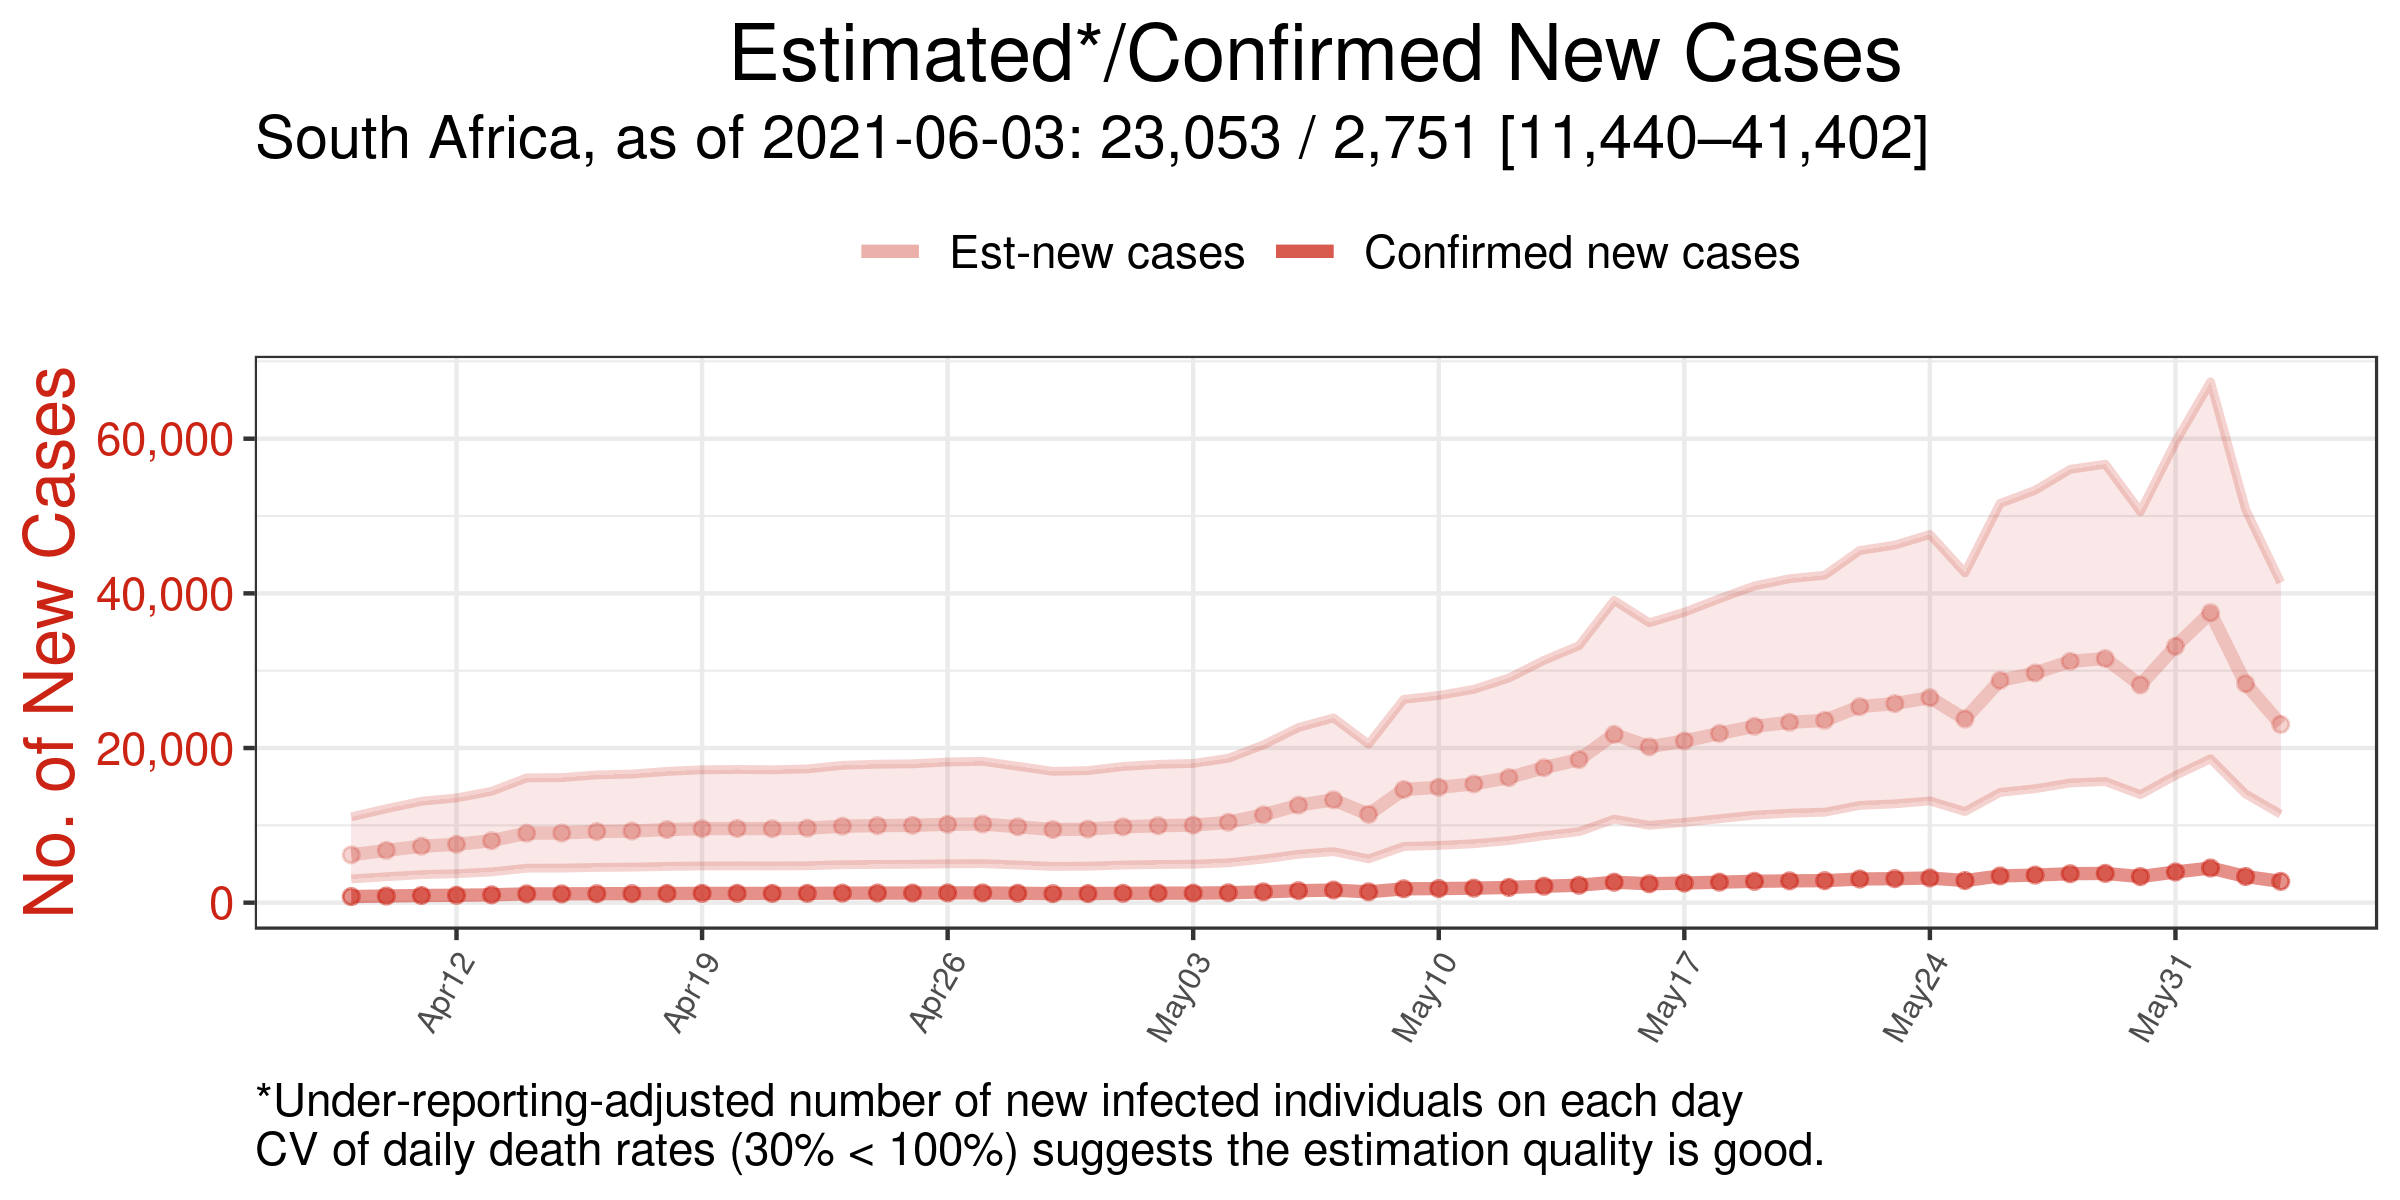 Estimated*/Confirmed New Cases
South Africa, as of 2021-06-03: 23,053 / 2,751 [11,440–41,402]
Est-new cases
Confirmed new cases
No. of New Cases
60,000
40,000
20,000
0
Apr12
Apr19
Apr26
May03
May10
May17
May24
May31
*Under-reporting-adjusted number of new infected individuals on each day
CV of daily death rates (30% < 100%) suggests the estimation quality is good.